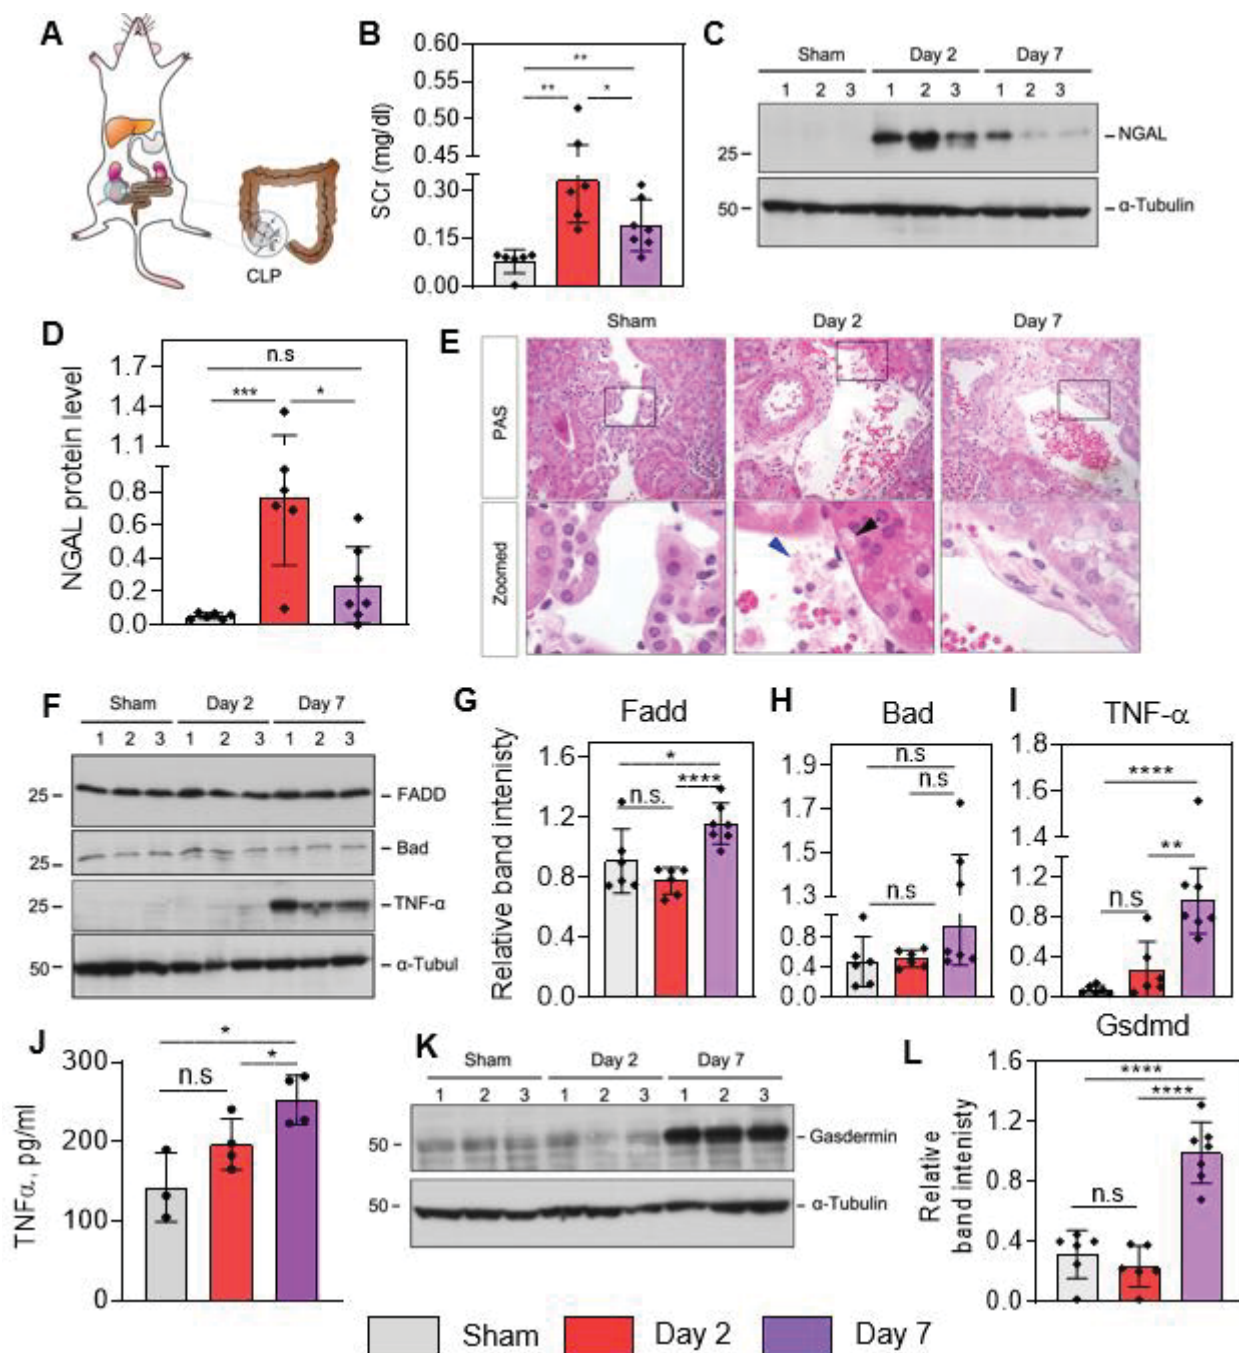 A
CLP
B
SCr (mg/dl)
0.60
0.55
0.50
0.45
0.30
0.15
0.00
**
**
*
C
Sham Day 2 Day 7
1 2 3 1 2 3 1 2 3
NGAL
25
50
α-Tubulin
D
NGAL protein level
1.7
1.4
1.1
0.8
0.6
0.4
0.2
0.0
n.s
***
*
E
Sham Day 2 Day 7
PAS
Zoomed
F
Sham Day 2 Day 7
1 2 3 1 2 3 1 2 3
25 FADD
25 Bad
25 TNF-α
50 α-Tubul
G
Fadd
Relative band intenisty
1.6
1.2
0.8
0.4
0.0
*
****
n.s.
H
Bad
1.9
1.7
1.5
1.3
0.8
0.4
0.0
n.s
n.s
n.s
I
TNF-α
1.8
1.6
1.4
1.2
0.8
0.4
0.0
****
**
n.s
J
TNFα, pg/ml
300
200
100
0
*
*
n.s
K
Sham Day 2 Day 7
1 2 3 1 2 3 1 2 3
50 Gasdermin
50 α-Tubulin
L
Gsdmd
Relative
band intenisty
1.6
1.2
0.8
0.4
0.0
****
****
n.s
Sham Day 2 Day 7